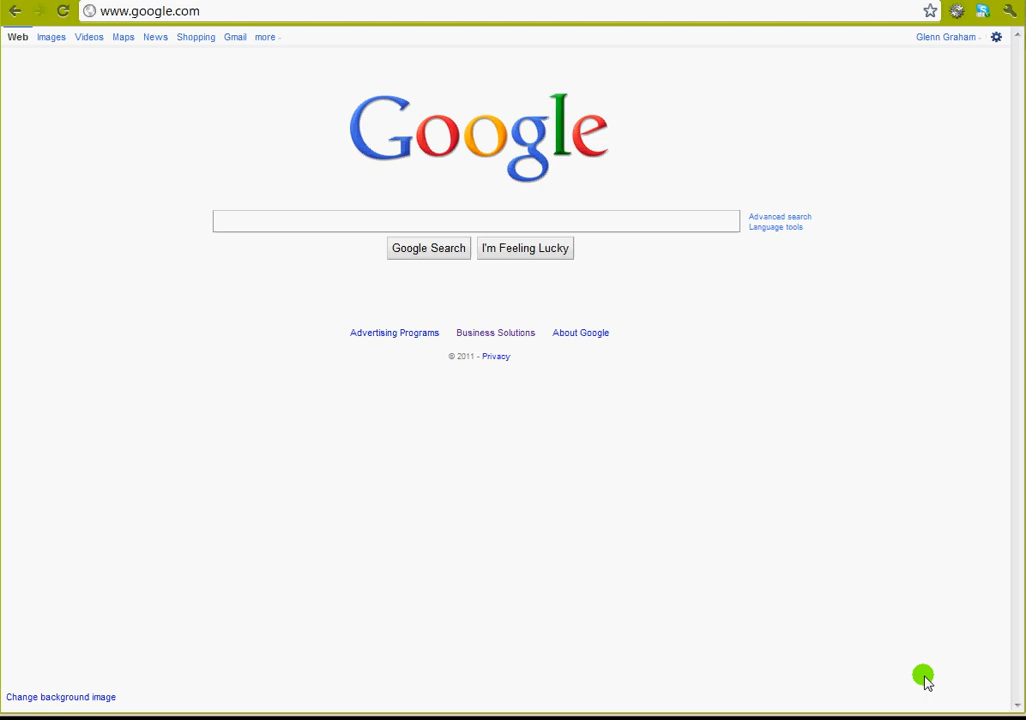 www.google.com
Web Images Videos Maps News Shopping Gmail more
Glenn Graham
Google
Advanced search
Language tools
Google Search I'm Feeling Lucky
Advertising Programs Business Solutions About Google
© 2011 - Privacy
Change background image